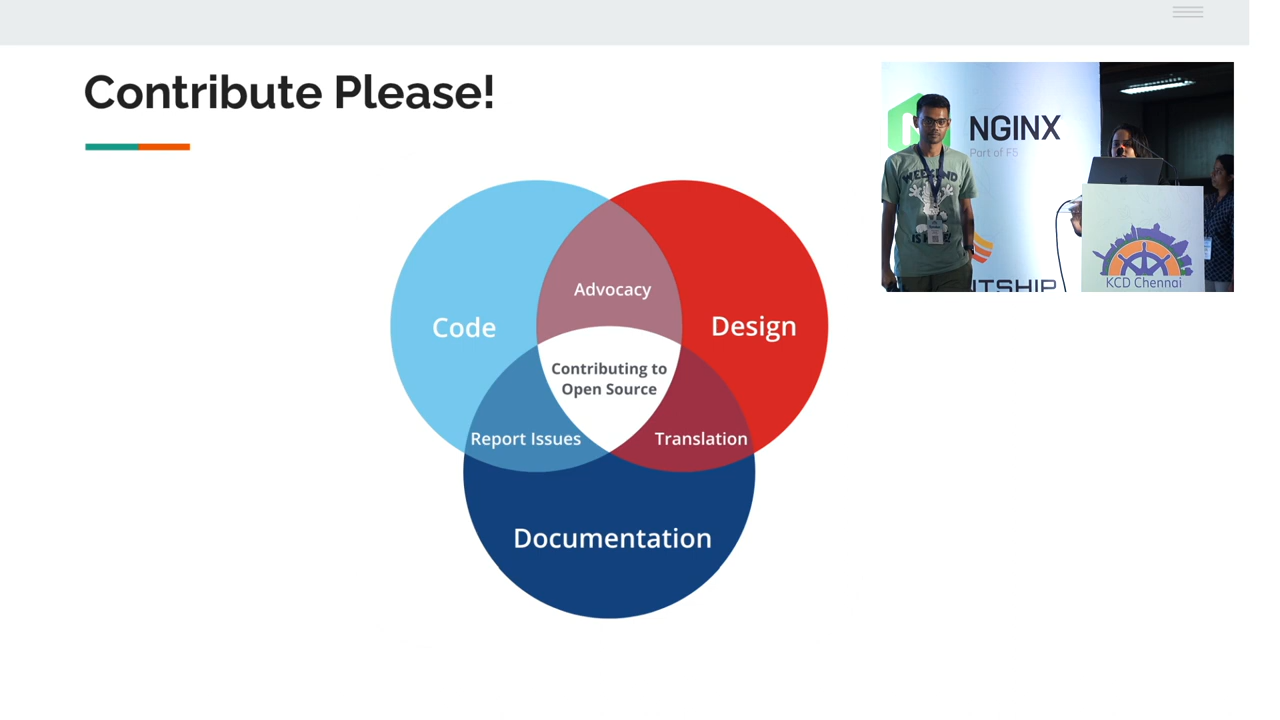 Contribute Please!
NGINX
Part of F5
WEEKEND
KCD Chennai
Advocacy
Code
Design
Contributing to
Open Source
Report Issues
Translation
Documentation